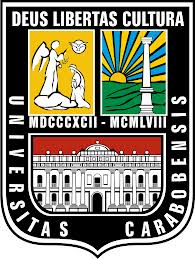 DEUS LIBERTAS CULTURA
MDCCCXCII - MCMLVIII
UNIVERSITAS
CARABOBENSIS